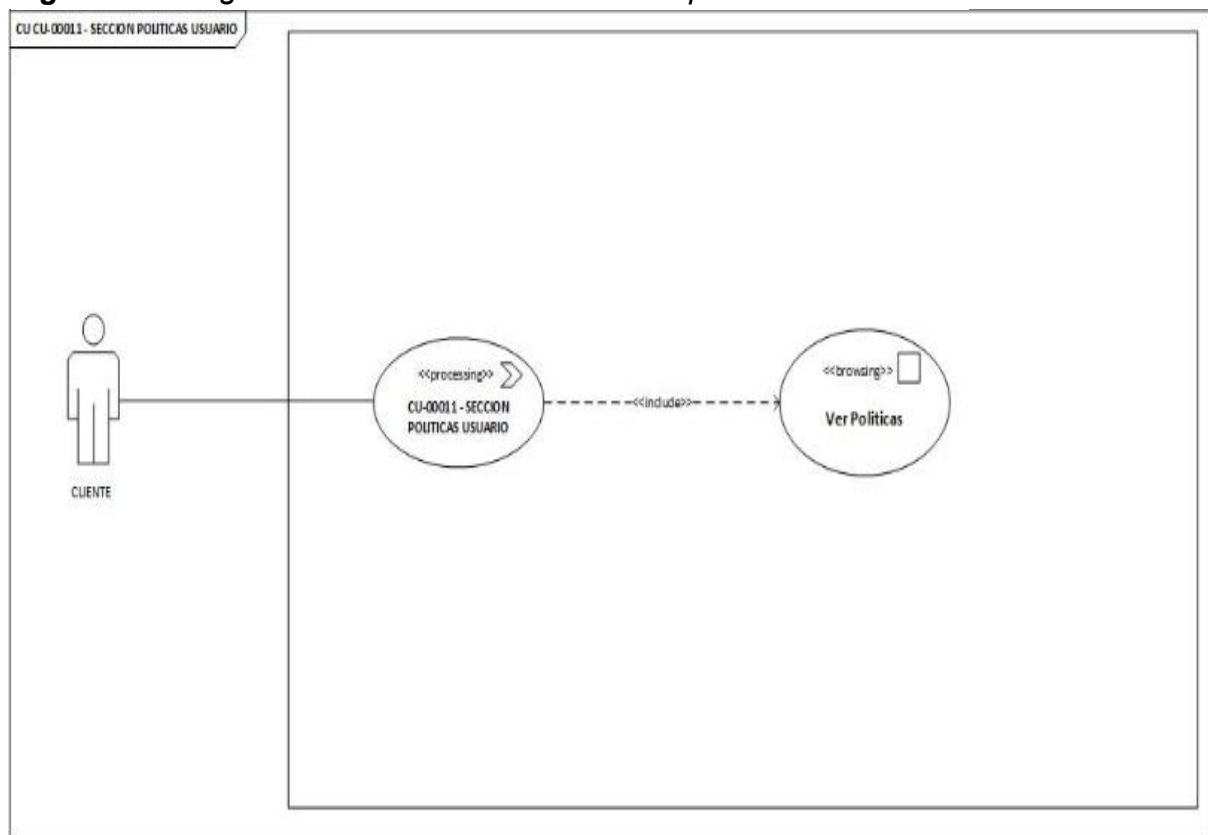 CU CU-00011 - SECCION POLITICAS USUARIO
<<processing>>
CU-00011 - SECCION
POLITICAS USUARIO
<<include>>
<<browsing>>
Ver Politicas
CLIENTE